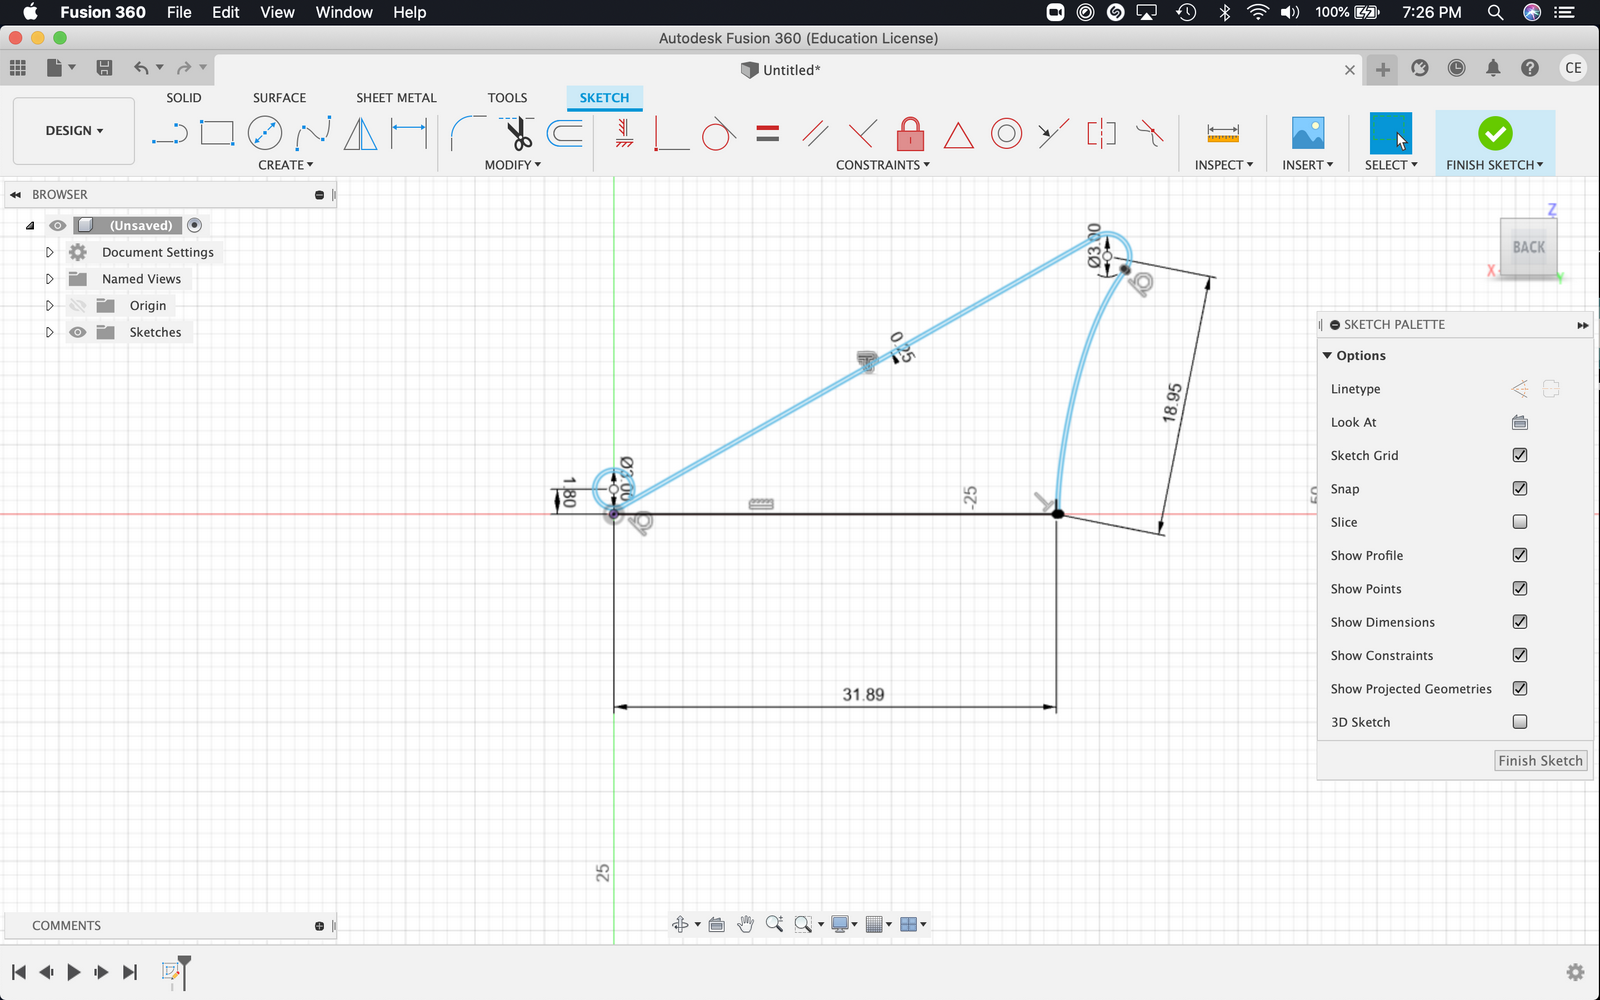 Fusion 360 File Edit View Window Help 100% 7:26 PM
Autodesk Fusion 360 (Education License)
Untitled*
CE
SOLID SURFACE SHEET METAL TOOLS SKETCH
DESIGN
CREATE MODIFY CONSTRAINTS INSPECT INSERT SELECT FINISH SKETCH
BROWSER
(Unsaved)
Document Settings
Named Views
Origin
Sketches
Z
BACK
X
Y
Ø3.00
0.25
18.95
Ø3.00
1.80
-25
31.89
25
SKETCH PALETTE
Options
Linetype
Look At
Sketch Grid
Snap
Slice
Show Profile
Show Points
Show Dimensions
Show Constraints
Show Projected Geometries
3D Sketch
Finish Sketch
COMMENTS